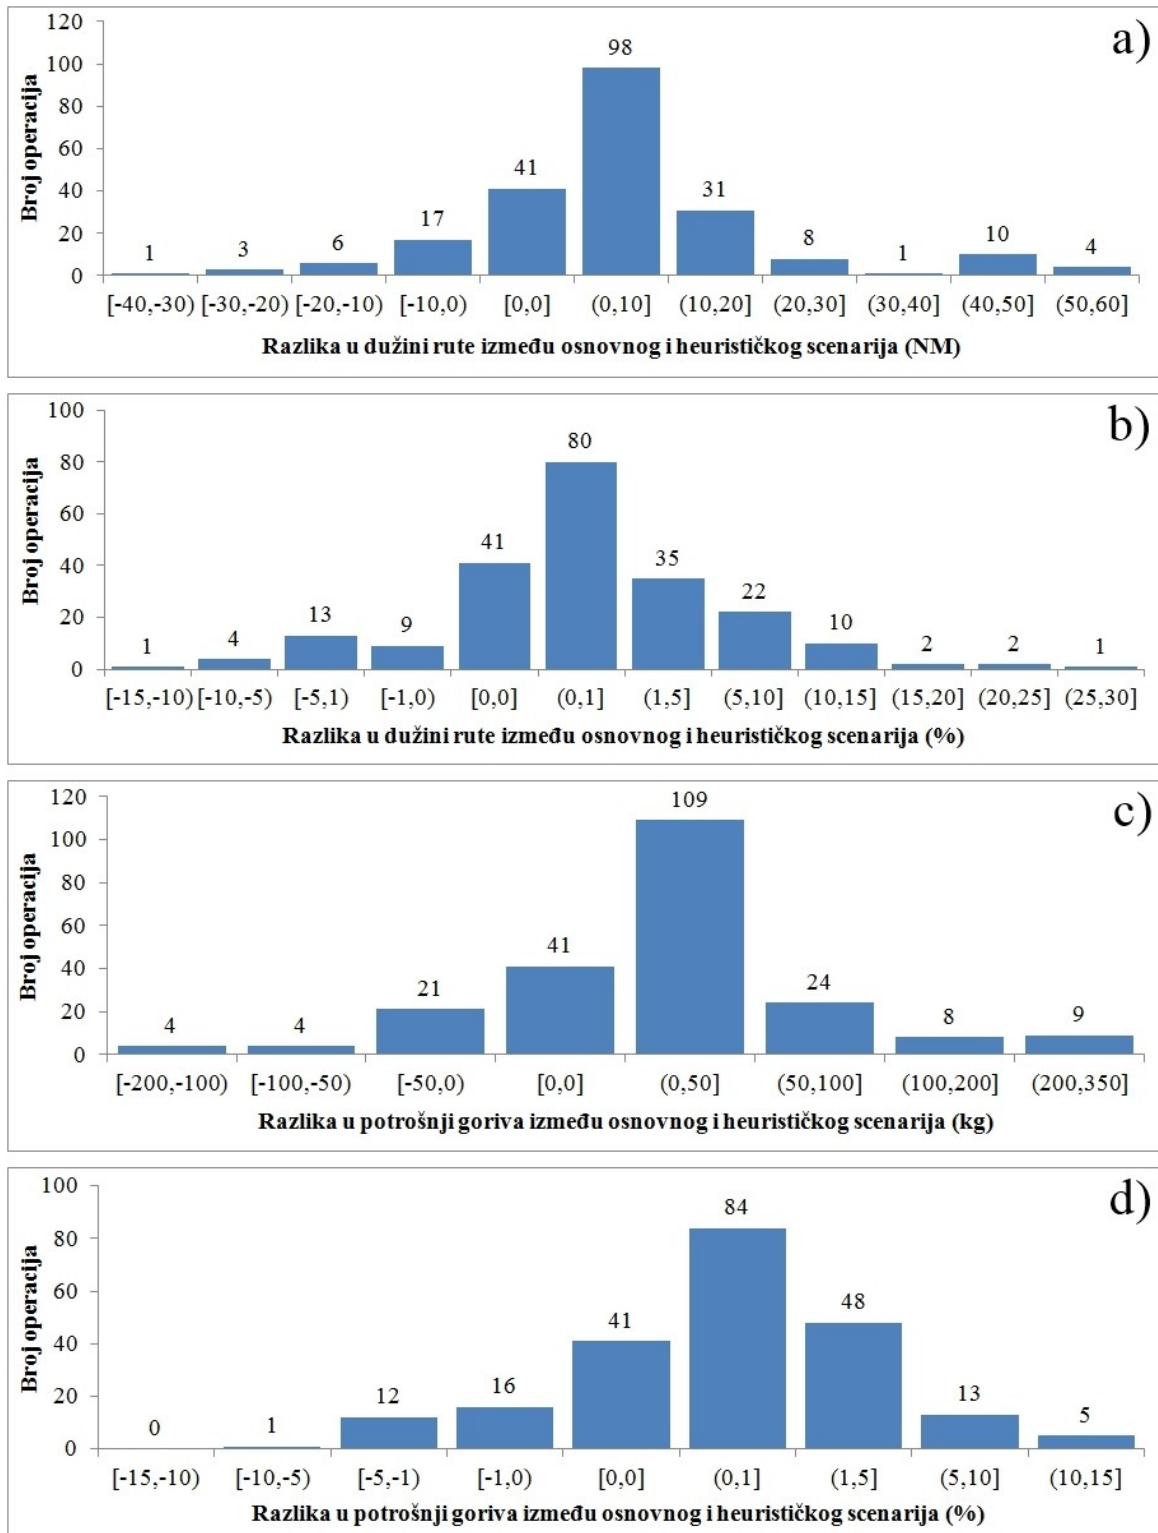 a)
Broj operacija
120
100
80
60
40
20
0
1 3 6 17 41 98 31 8 1 10 4
[-40,-30) [-30,-20) [-20,-10) [-10,0) [0,0] (0,10] (10,20] (20,30] (30,40] (40,50] (50,60]
Razlika u dužini rute između osnovnog i heurističkog scenarija (NM)
b)
Broj operacija
100
80
60
40
20
0
1 4 13 9 41 80 35 22 10 2 2 1
[-15,-10) [-10,-5) [-5,1) [-1,0) [0,0] (0,1] (1,5] (5,10] (10,15] (15,20] (20,25] (25,30]
Razlika u dužini rute između osnovnog i heurističkog scenarija (%)
c)
Broj operacija
120
100
80
60
40
20
0
4 4 21 41 109 24 8 9
[-200,-100) [-100,-50) [-50,0) [0,0] (0,50] (50,100] (100,200] (200,350]
Razlika u potrošnji goriva između osnovnog i heurističkog scenarija (kg)
d)
Broj operacija
100
80
60
40
20
0
0 1 12 16 41 84 48 13 5
[-15,-10) [-10,-5) [-5,-1) [-1,0) [0,0] (0,1] (1,5] (5,10] (10,15]
Razlika u potrošnji goriva između osnovnog i heurističkog scenarija (%)